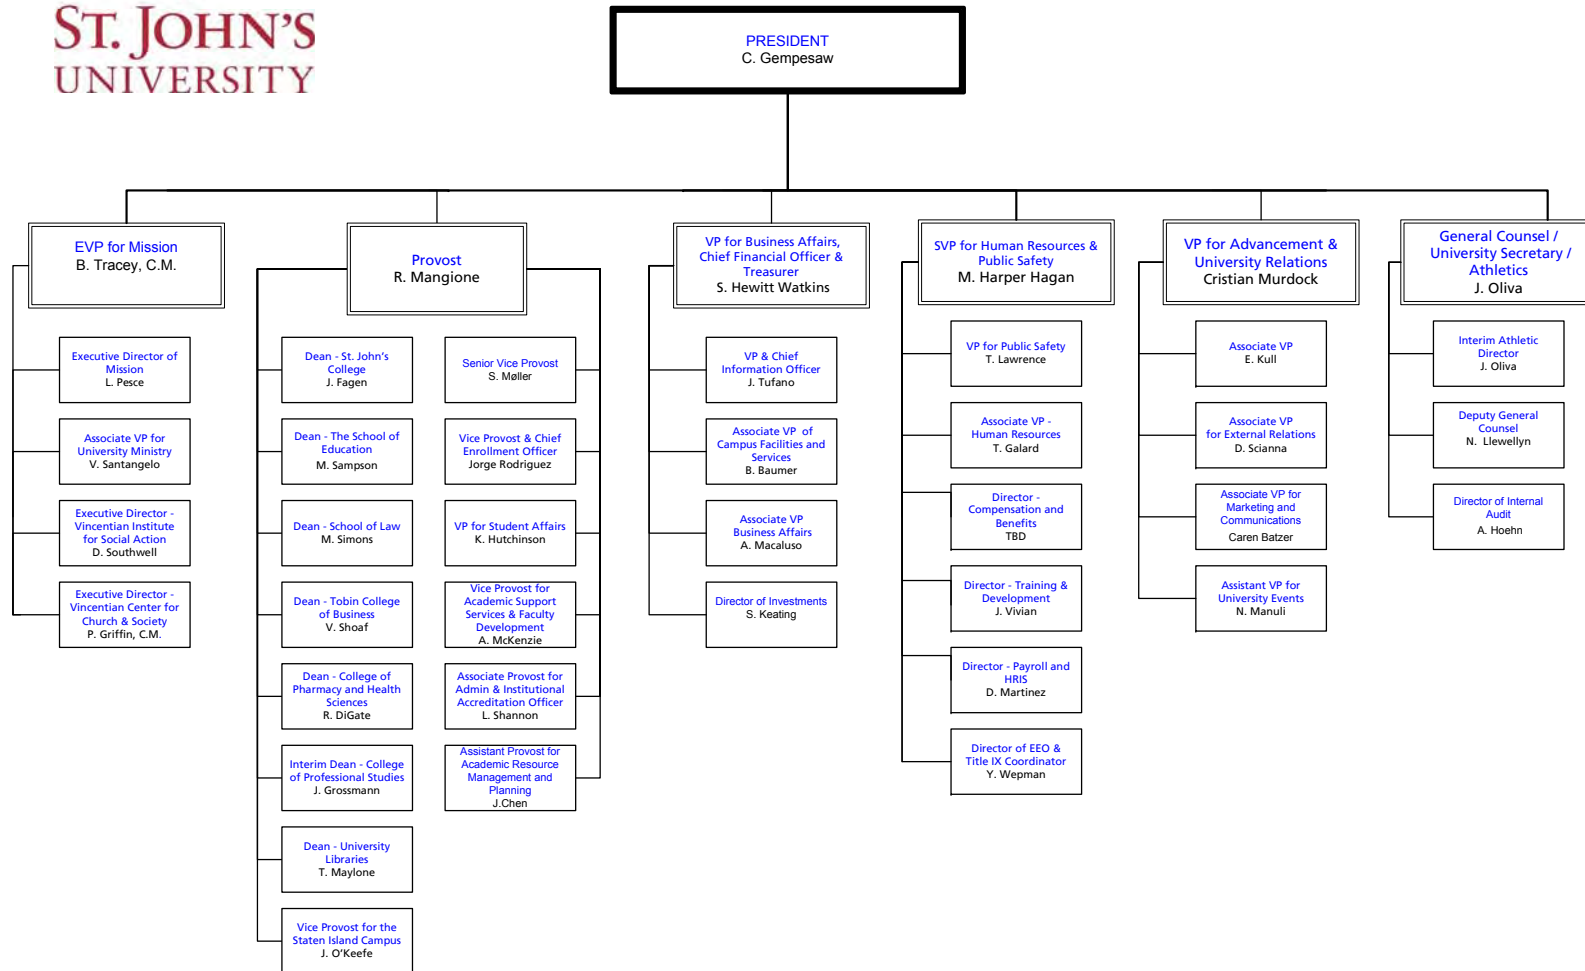 ST. JOHN'S
UNIVERSITY
PRESIDENT
C. Gempesaw
EVP for Mission
B. Tracey, C.M.
Executive Director of
Mission
L. Pesce
Associate VP for
University Ministry
V. Santangelo
Executive Director -
Vincentian Institute
for Social Action
D. Southwell
Executive Director -
Vincentian Center for
Church & Society
P. Griffin, C.M.
Provost
R. Mangione
Dean - St. John's
College
J. Fagen
Dean - The School of
Education
M. Sampson
Dean - School of Law
M. Simons
Dean - Tobin College
of Business
V. Shoaf
Dean - College of
Pharmacy and Health
Sciences
R. DiGate
Interim Dean - College
of Professional Studies
J. Grossmann
Dean - University
Libraries
T. Maylone
Vice Provost for the
Staten Island Campus
J. O'Keefe
Senior Vice Provost
S. Møller
Vice Provost & Chief
Enrollment Officer
Jorge Rodriguez
VP for Student Affairs
K. Hutchinson
Vice Provost for
Academic Support
Services & Faculty
Development
A. McKenzie
Associate Provost for
Admin & Institutional
Accreditation Officer
L. Shannon
Assistant Provost for
Academic Resource
Management and
Planning
J.Chen
VP for Business Affairs,
Chief Financial Officer &
Treasurer
S. Hewitt Watkins
VP & Chief
Information Officer
J. Tufano
Associate VP of
Campus Facilities and
Services
B. Baumer
Associate VP
Business Affairs
A. Macaluso
Director of Investments
S. Keating
SVP for Human Resources &
Public Safety
M. Harper Hagan
VP for Public Safety
T. Lawrence
Associate VP -
Human Resources
T. Galard
Director -
Compensation and
Benefits
TBD
Director - Training &
Development
J. Vivian
Director - Payroll and
HRIS
D. Martinez
Director of EEO &
Title IX Coordinator
Y. Wepman
VP for Advancement &
University Relations
Cristian Murdock
Associate VP
E. Kull
Associate VP
for External Relations
D. Scianna
Associate VP for
Marketing and
Communications
Caren Batzer
Assistant VP for
University Events
N. Manuli
General Counsel /
University Secretary /
Athletics
J. Oliva
Interim Athletic
Director
J. Oliva
Deputy General
Counsel
N. Llewellyn
Director of Internal
Audit
A. Hoehn